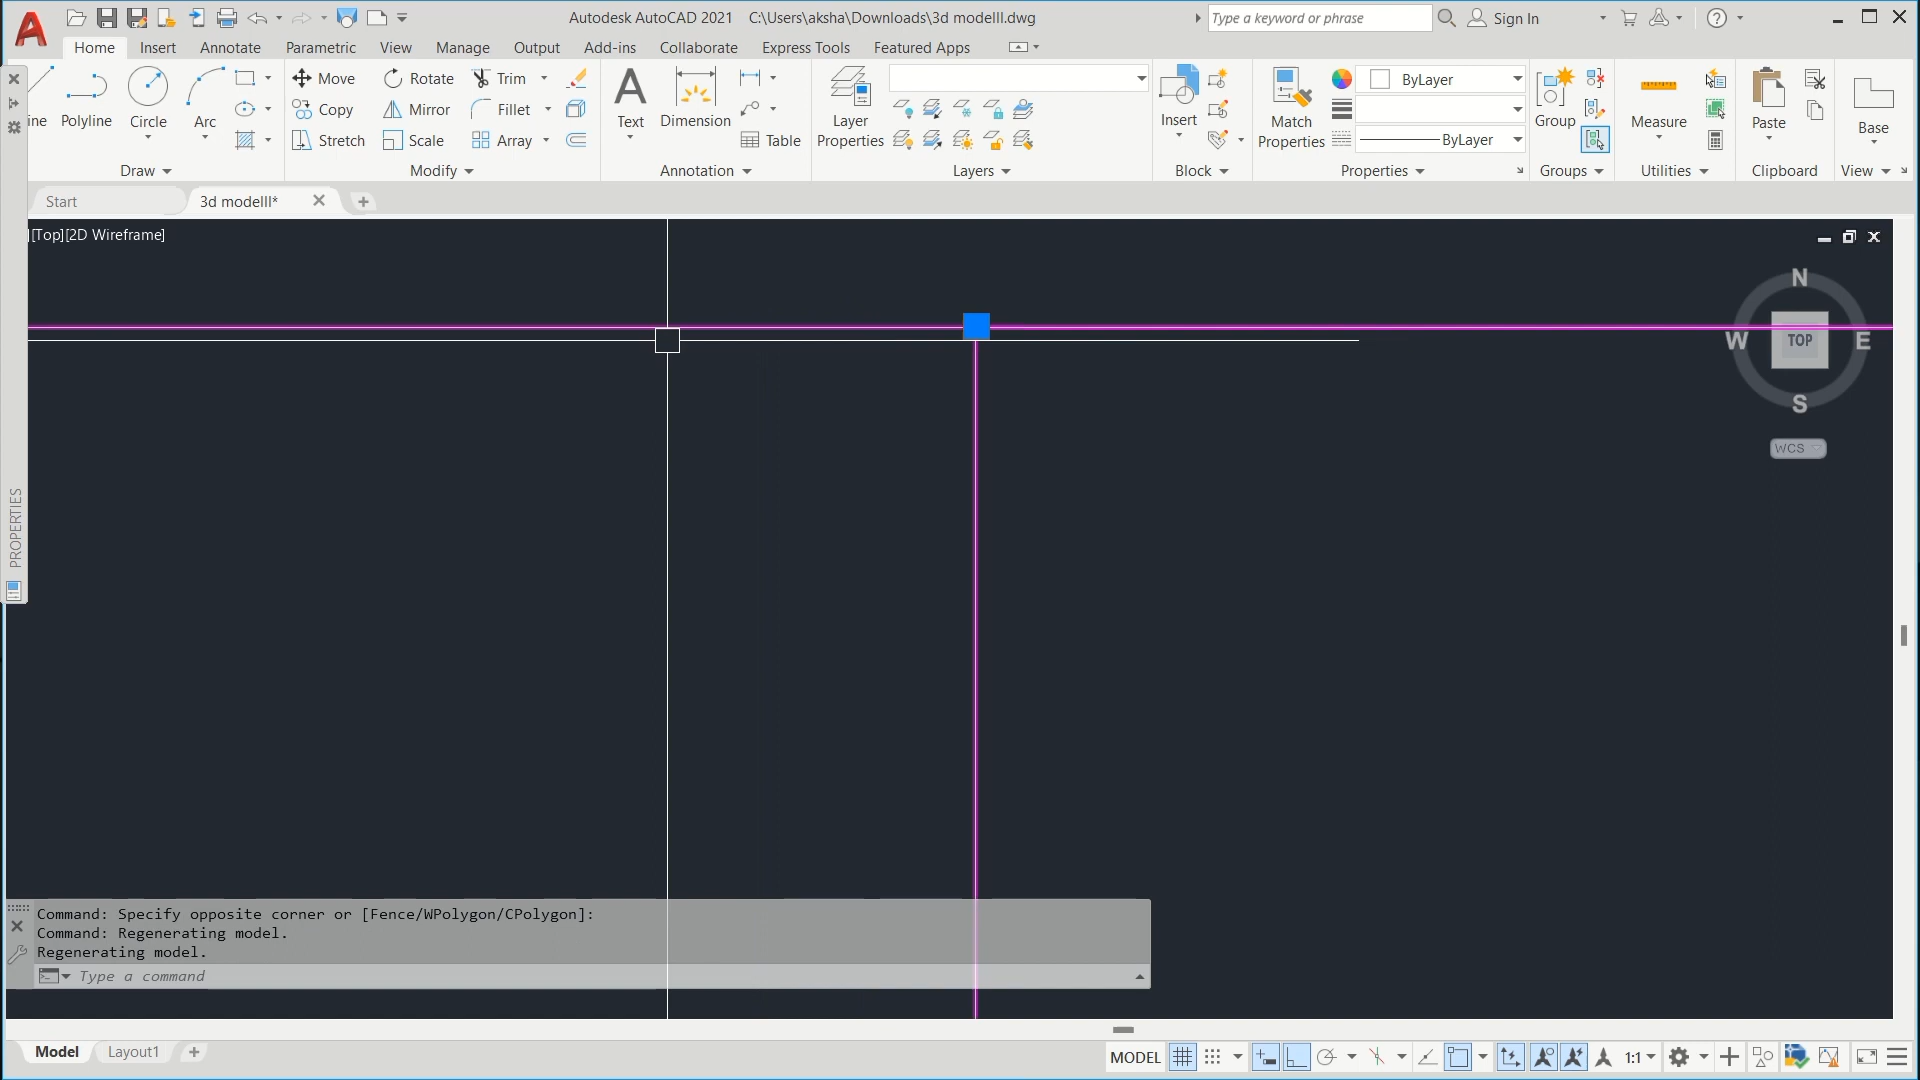 Autodesk AutoCAD 2021 C:\Users\aksha\Downloads\3d modelll.dwg
Type a keyword or phrase
Sign In
Home Insert Annotate Parametric View Manage Output Add-ins Collaborate Express Tools Featured Apps
ine Polyline Circle Arc
Move Rotate Trim
Copy Mirror Fillet
Stretch Scale Array
Text Dimension Table
Layer Properties
Insert
Match Properties
ByLayer
ByLayer
Group
Measure
Paste
Base
Draw Modify Annotation Layers Block Properties Groups Utilities Clipboard View
Start 3d modelll*
[Top][2D Wireframe]
N
W TOP E
S
WCS
PROPERTIES
Command: Specify opposite corner or [Fence/WPolygon/CPolygon]:
Command: Regenerating model.
Regenerating model.
Type a command
Model Layout1
MODEL 1:1